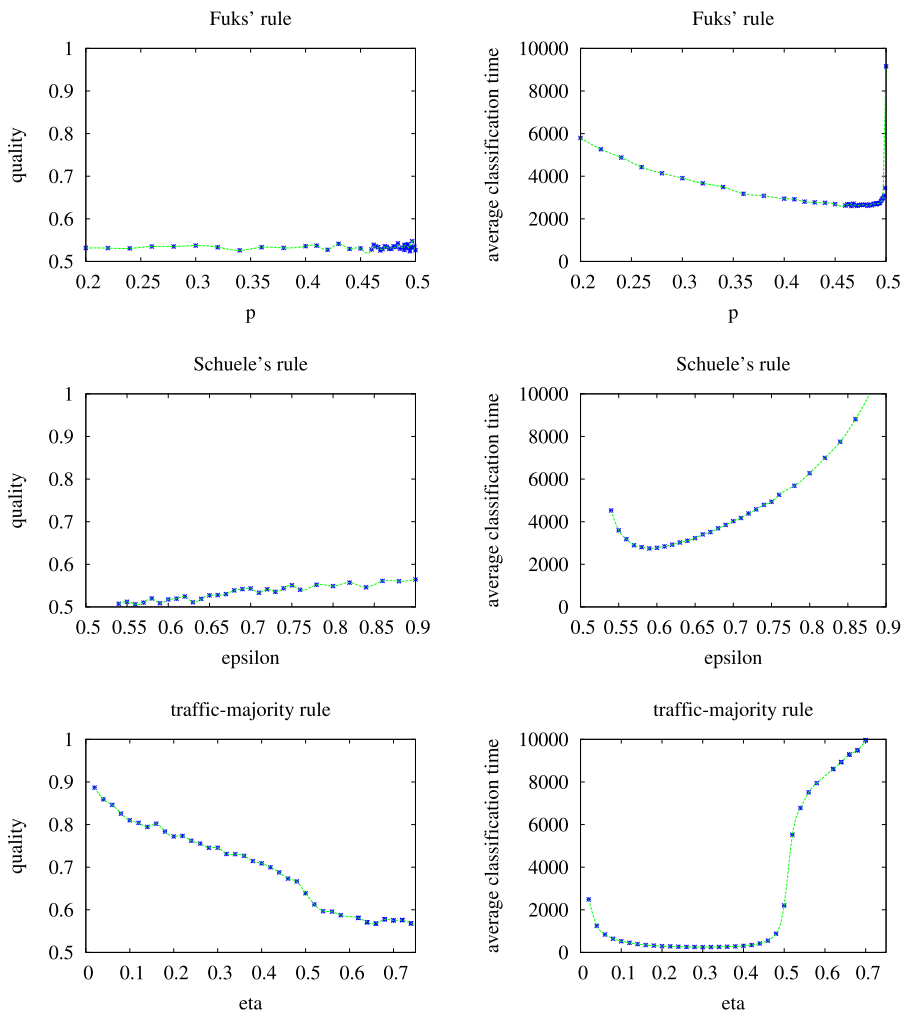 Fuks' rule
1
0.9
0.8
0.7
0.6
0.5
quality
0.2 0.25 0.3 0.35 0.4 0.45 0.5
p
Fuks' rule
10000
8000
6000
4000
2000
0
average classification time
0.2 0.25 0.3 0.35 0.4 0.45 0.5
p
Schuele's rule
1
0.9
0.8
0.7
0.6
0.5
quality
0.5 0.55 0.6 0.65 0.7 0.75 0.8 0.85 0.9
epsilon
Schuele's rule
10000
8000
6000
4000
2000
0
average classification time
0.5 0.55 0.6 0.65 0.7 0.75 0.8 0.85 0.9
epsilon
traffic-majority rule
1
0.9
0.8
0.7
0.6
0.5
quality
0 0.1 0.2 0.3 0.4 0.5 0.6 0.7
eta
traffic-majority rule
10000
8000
6000
4000
2000
0
average classification time
0 0.1 0.2 0.3 0.4 0.5 0.6 0.7
eta